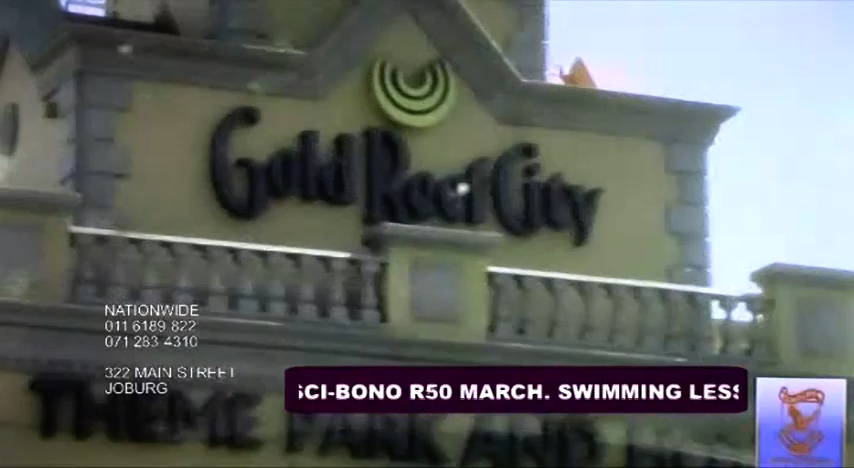 Gold Reef City
NATIONWIDE
011 6189 822
071 283 4310
322 MAIN STREET
JOBURG
SCI-BONO R50 MARCH. SWIMMING LESS
THEME PARK AND